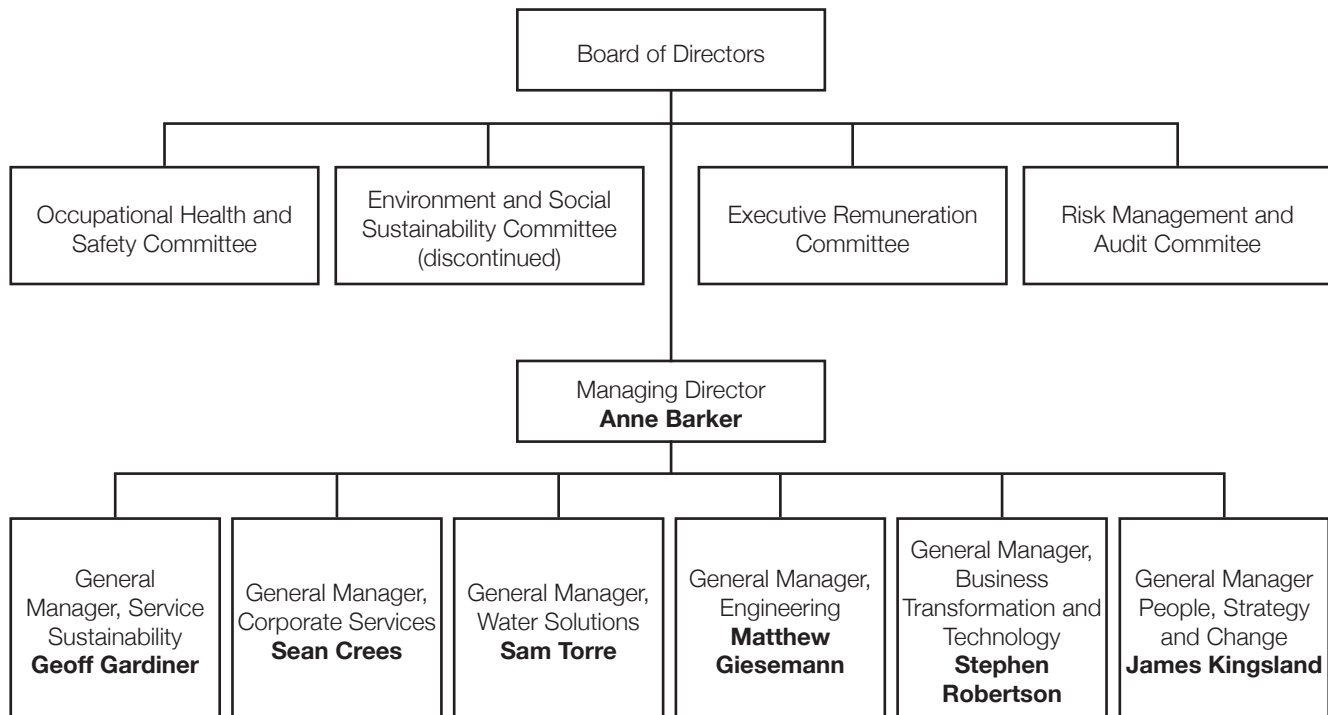 Board of Directors
Occupational Health and
Safety Committee
Environment and Social
Sustainability Committee
(discontinued)
Executive Remuneration
Committee
Risk Management and
Audit Commitee
Managing Director
Anne Barker
General
Manager, Service
Sustainability
Geoff Gardiner
General Manager,
Corporate Services
Sean Crees
General Manager,
Water Solutions
Sam Torre
General Manager,
Engineering
Matthew
Giesemann
General Manager,
Business
Transformation and
Technology
Stephen
Robertson
General Manager
People, Strategy
and Change
James Kingsland